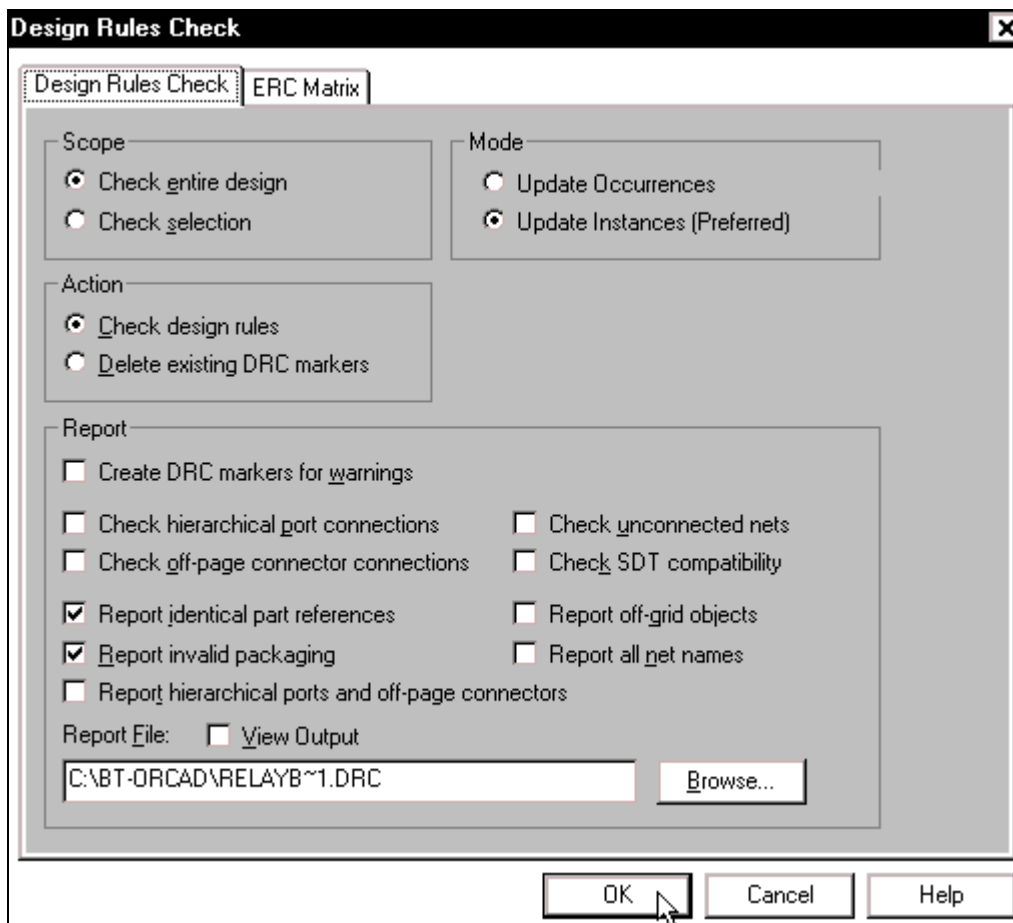 Design Rules Check
Design Rules Check ERC Matrix
Scope Mode
Check entire design Update Occurrences
Check selection Update Instances (Preferred)
Action
Check design rules
Delete existing DRC markers
Report
Create DRC markers for warnings
Check hierarchical port connections Check unconnected nets
Check off-page connector connections Check SDT compatibility
Report identical part references Report off-grid objects
Report invalid packaging Report all net names
Report hierarchical ports and off-page connectors
Report File: View Output
C:\BT-ORCAD\RELAYB~1.DRC Browse...
OK Cancel Help